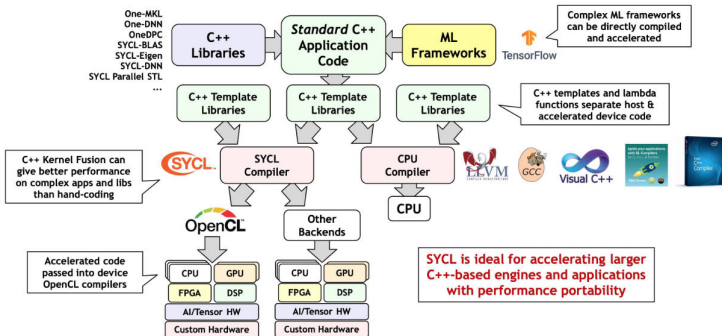 One-MKL
One-DNN
OneDPC
SYCL-BLAS
SYCL-Eigen
SYCL-DNN
SYCL Parallel STL
...
C++
Libraries
Standard C++
Application
Code
ML
Frameworks
TensorFlow
Complex ML frameworks
can be directly compiled
and accelerated
C++ Template
Libraries
C++ Template
Libraries
C++ Template
Libraries
C++ templates and lambda
functions separate host &
accelerated device code
C++ Kernel Fusion can
give better performance
on complex apps and libs
than hand-coding
SYCL
SYCL
Compiler
CPU
Compiler
LLVM
GCC
Visual C++
CPU
OpenCL
Other
Backends
Accelerated code
passed into device
OpenCL compilers
CPU
GPU
FPGA
DSP
AI/Tensor HW
Custom Hardware
CPU
GPU
FPGA
DSP
AI/Tensor HW
Custom Hardware
SYCL is ideal for accelerating larger
C++-based engines and applications
with performance portability